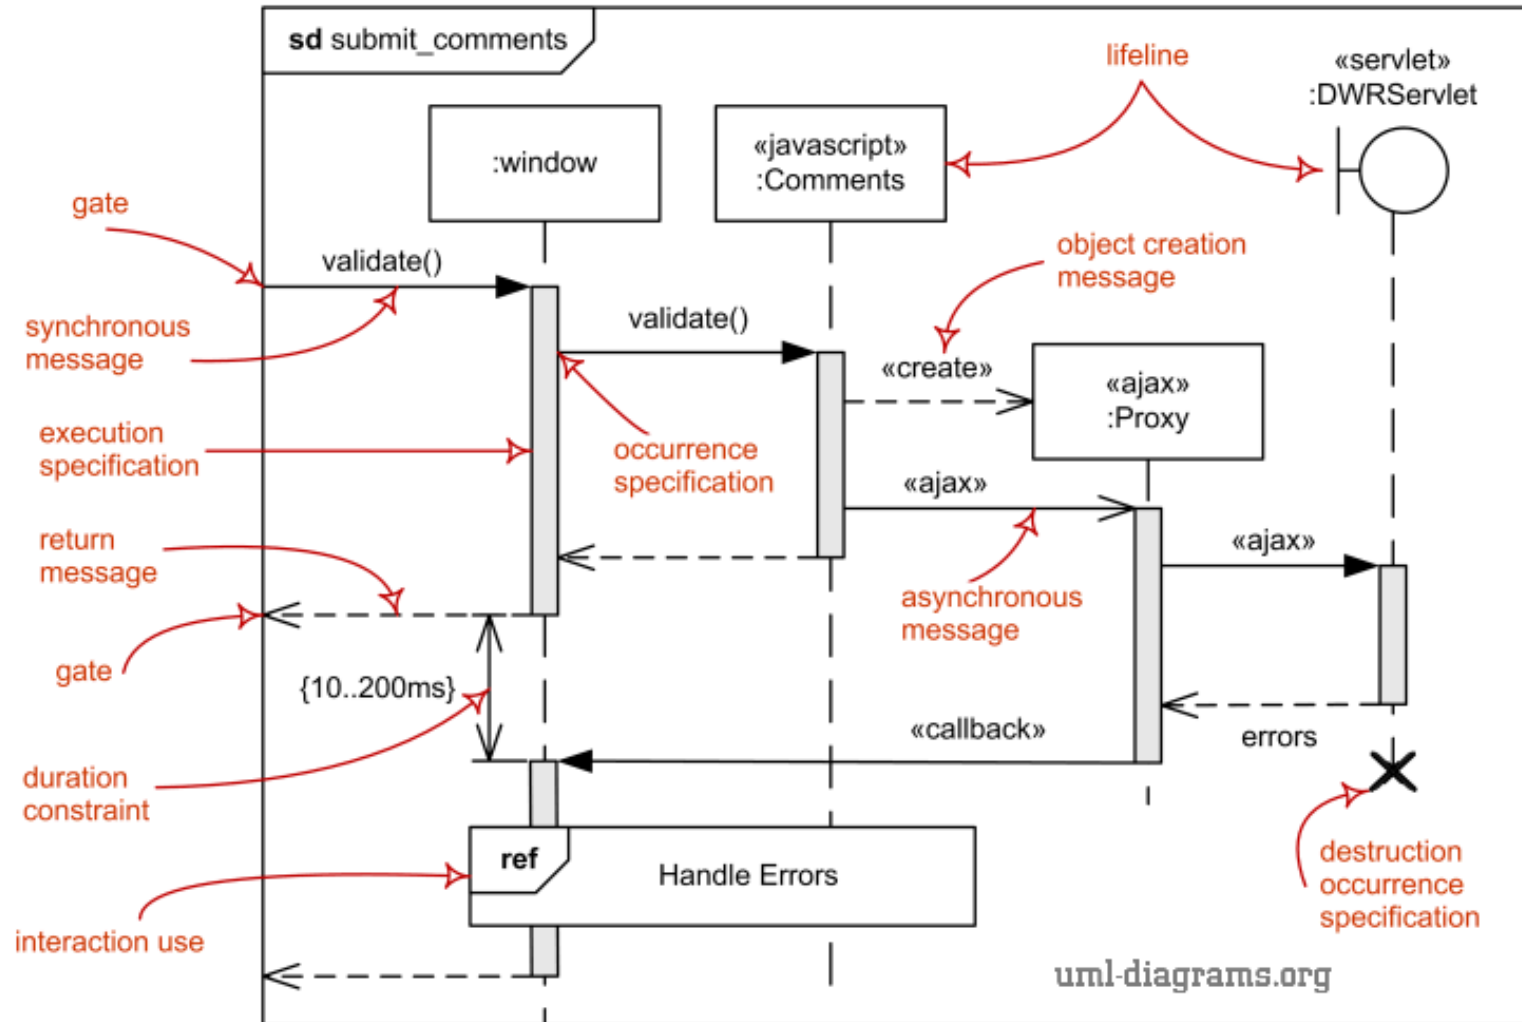 sd submit_comments
lifeline
«servlet»
:DWRServlet
:window
«javascript»
:Comments
gate
validate()
object creation
message
synchronous
message
validate()
«create»
«ajax»
:Proxy
execution
specification
occurrence
specification
«ajax»
return
message
«ajax»
asynchronous
message
gate
{10..200ms}
«callback»
errors
duration
constraint
ref
Handle Errors
destruction
occurrence
specification
interaction use
uml-diagrams.org